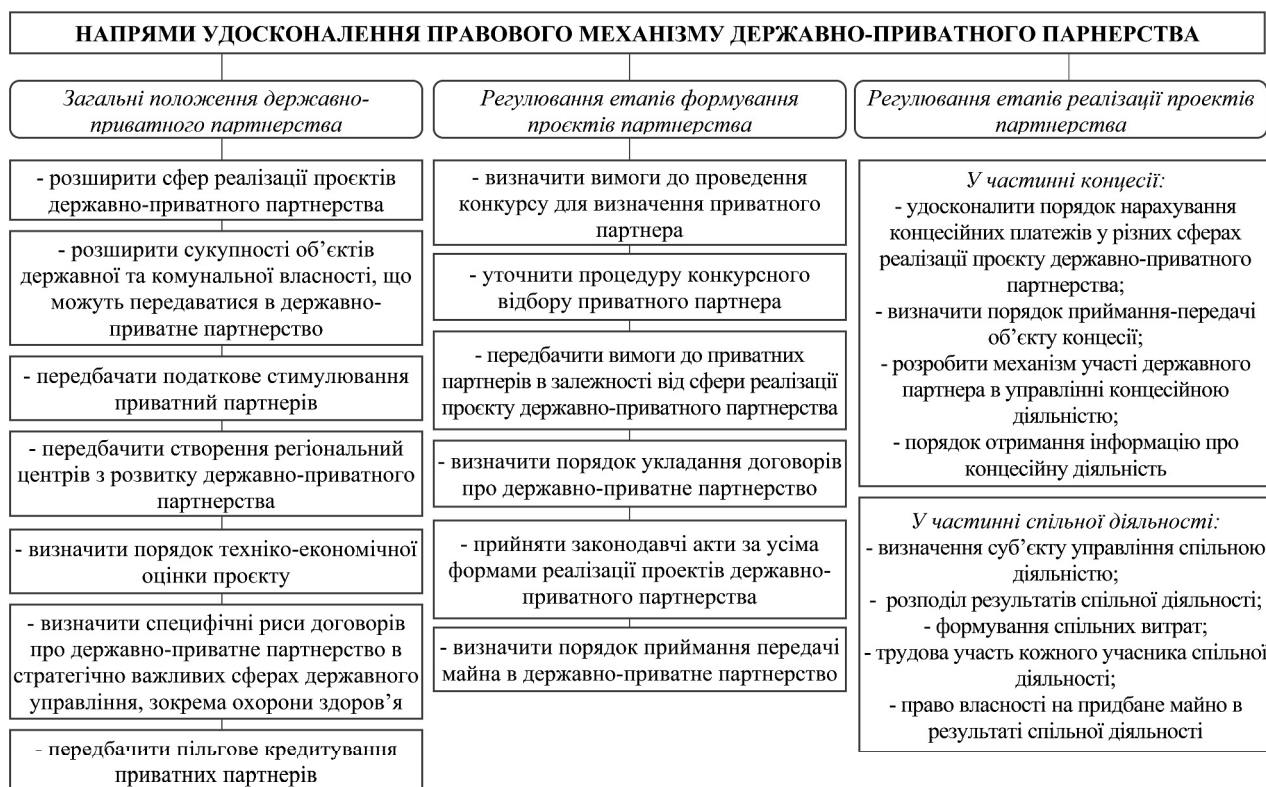 НАПРЯМИ УДОСКОНАЛЕННЯ ПРАВОВОГО МЕХАНІЗМУ ДЕРЖАВНО-ПРИВАТНОГО ПАРНЕРСТВА
Загальні положення державно-
приватного партнерства
- розширити сфер реалізації проєктів
державно-приватного партнерства
- розширити сукупності об’єктів
державної та комунальної власності, що
можуть передаватися в державно-
приватне партнерство
- передбачати податкове стимулювання
приватний партнерів
- передбачити створення регіональний
центрів з розвитку державно-приватного
партнерства
- визначити порядок техніко-економічної
оцінки проєкту
- визначити специфічні риси договорів
про державно-приватне партнерство в
стратегічно важливих сферах державного
управління, зокрема охорони здоров’я
- передбачити пільгове кредитування
приватних партнерів
Регулювання етапів формування
проєктів партнерства
- визначити вимоги до проведення
конкурсу для визначення приватного
партнера
- уточнити процедуру конкурсного
відбору приватного партнера
- передбачити вимоги до приватних
партнерів в залежності від сфери реалізації
проєкту державно-приватного партнерства
- визначити порядок укладання договорів
про державно-приватне партнерство
- прийняти законодавчі акти за усіма
формами реалізації проектів державно-
приватного партнерства
- визначити порядок приймання передачі
майна в державно-приватне партнерство
Регулювання етапів реалізації проектів
партнерства
У частинні концесії:
- удосконалити порядок нарахування
концесійних платежів у різних сферах
реалізації проєкту державно-приватного
партнерства;
- визначити порядок приймання-передачі
об’єкту концесії;
- розробити механізм участі державного
партнера в управлінні концесійною
діяльністю;
- порядок отримання інформацію про
концесійну діяльність
У частинні спільної діяльності:
- визначення суб’єкту управління спільною
діяльністю;
- розподіл результатів спільної діяльності;
- формування спільних витрат;
- трудова участь кожного учасника спільної
діяльності;
- право власності на придбане майно в
результаті спільної діяльності